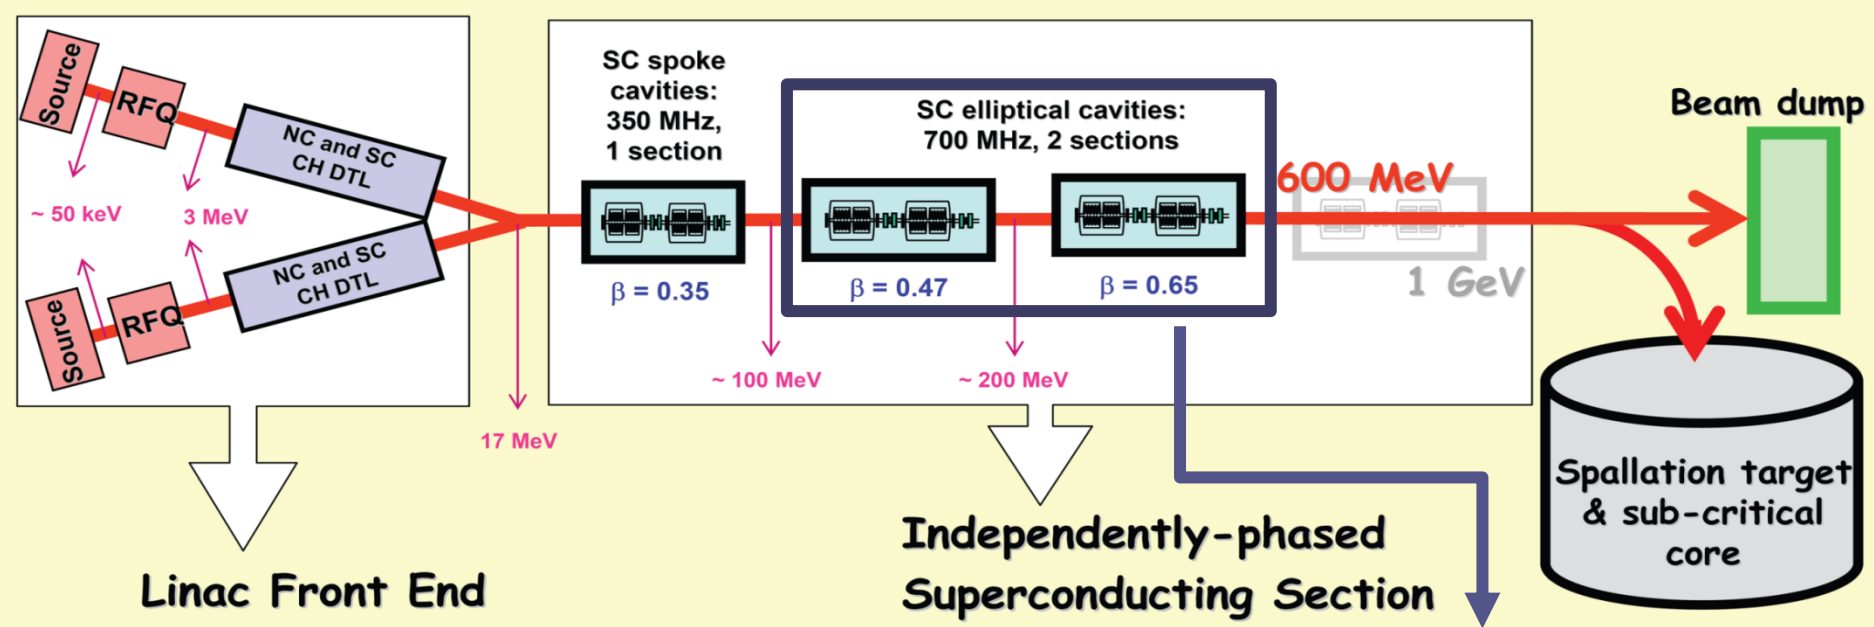 Source
RFQ
NC and SC
CH DTL
~ 50 keV
3 MeV
Source
RFQ
NC and SC
CH DTL
17 MeV
Linac Front End
SC spoke
cavities:
350 MHz,
1 section
β = 0.35
SC elliptical cavities:
700 MHz, 2 sections
β = 0.47
β = 0.65
~ 100 MeV
~ 200 MeV
600 MeV
1 GeV
Independently-phased
Superconducting Section
Beam dump
Spallation target
& sub-critical
core